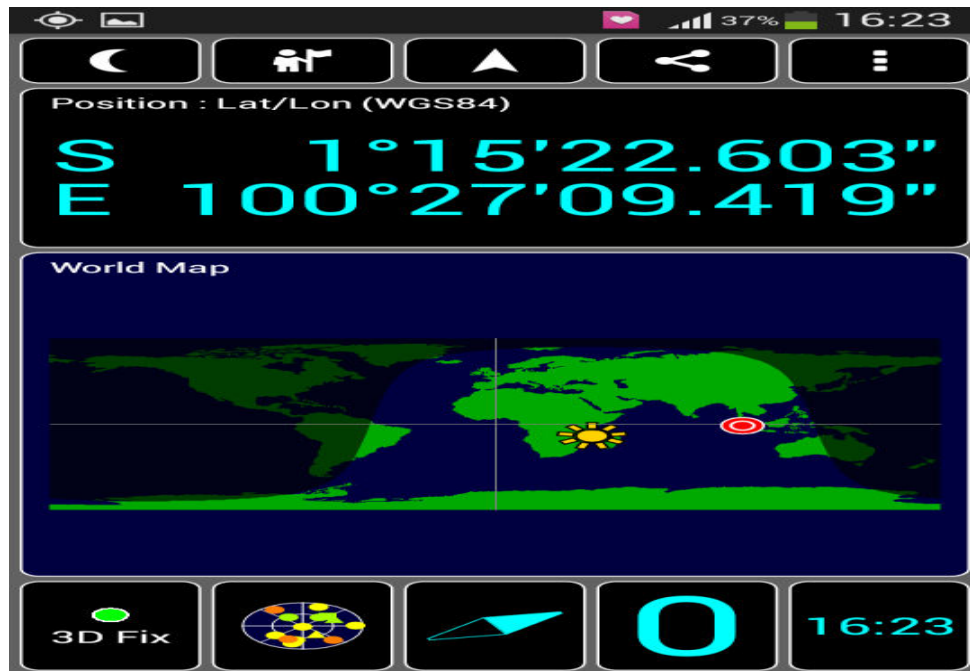 37% 16:23
Position : Lat/Lon (WGS84)
S 1°15'22.603"
E 100°27'09.419"
World Map
3D Fix
0
16:23